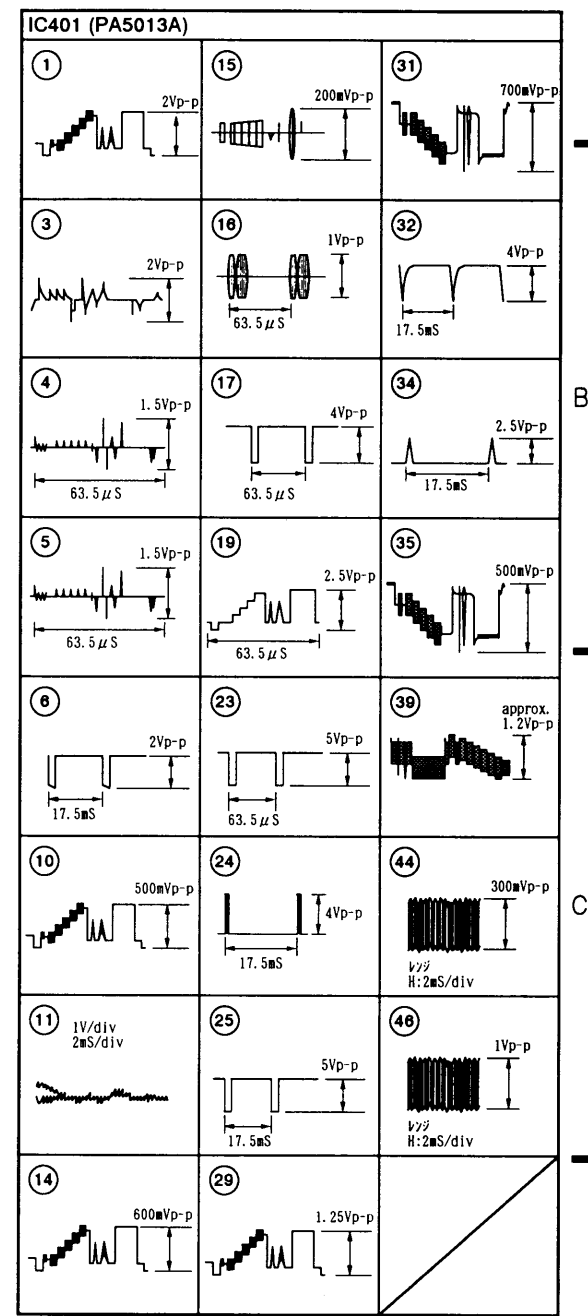 IC401 (PA5013A)
1
2Vp-p
15
200mVp-p
31
700mVp-p
3
2Vp-p
16
1Vp-p
63.5μS
32
4Vp-p
17.5mS
4
1.5Vp-p
63.5μS
17
4Vp-p
63.5μS
34
2.5Vp-p
17.5mS
B
5
1.5Vp-p
63.5μS
19
2.5Vp-p
63.5μS
35
500mVp-p
6
2Vp-p
17.5mS
23
5Vp-p
63.5μS
39
approx.
1.2Vp-p
10
500mVp-p
24
4Vp-p
17.5mS
44
300mVp-p
レンジ
H:2mS/div
C
11
1V/div
2mS/div
25
5Vp-p
17.5mS
46
1Vp-p
レンジ
H:2mS/div
14
600mVp-p
29
1.25Vp-p